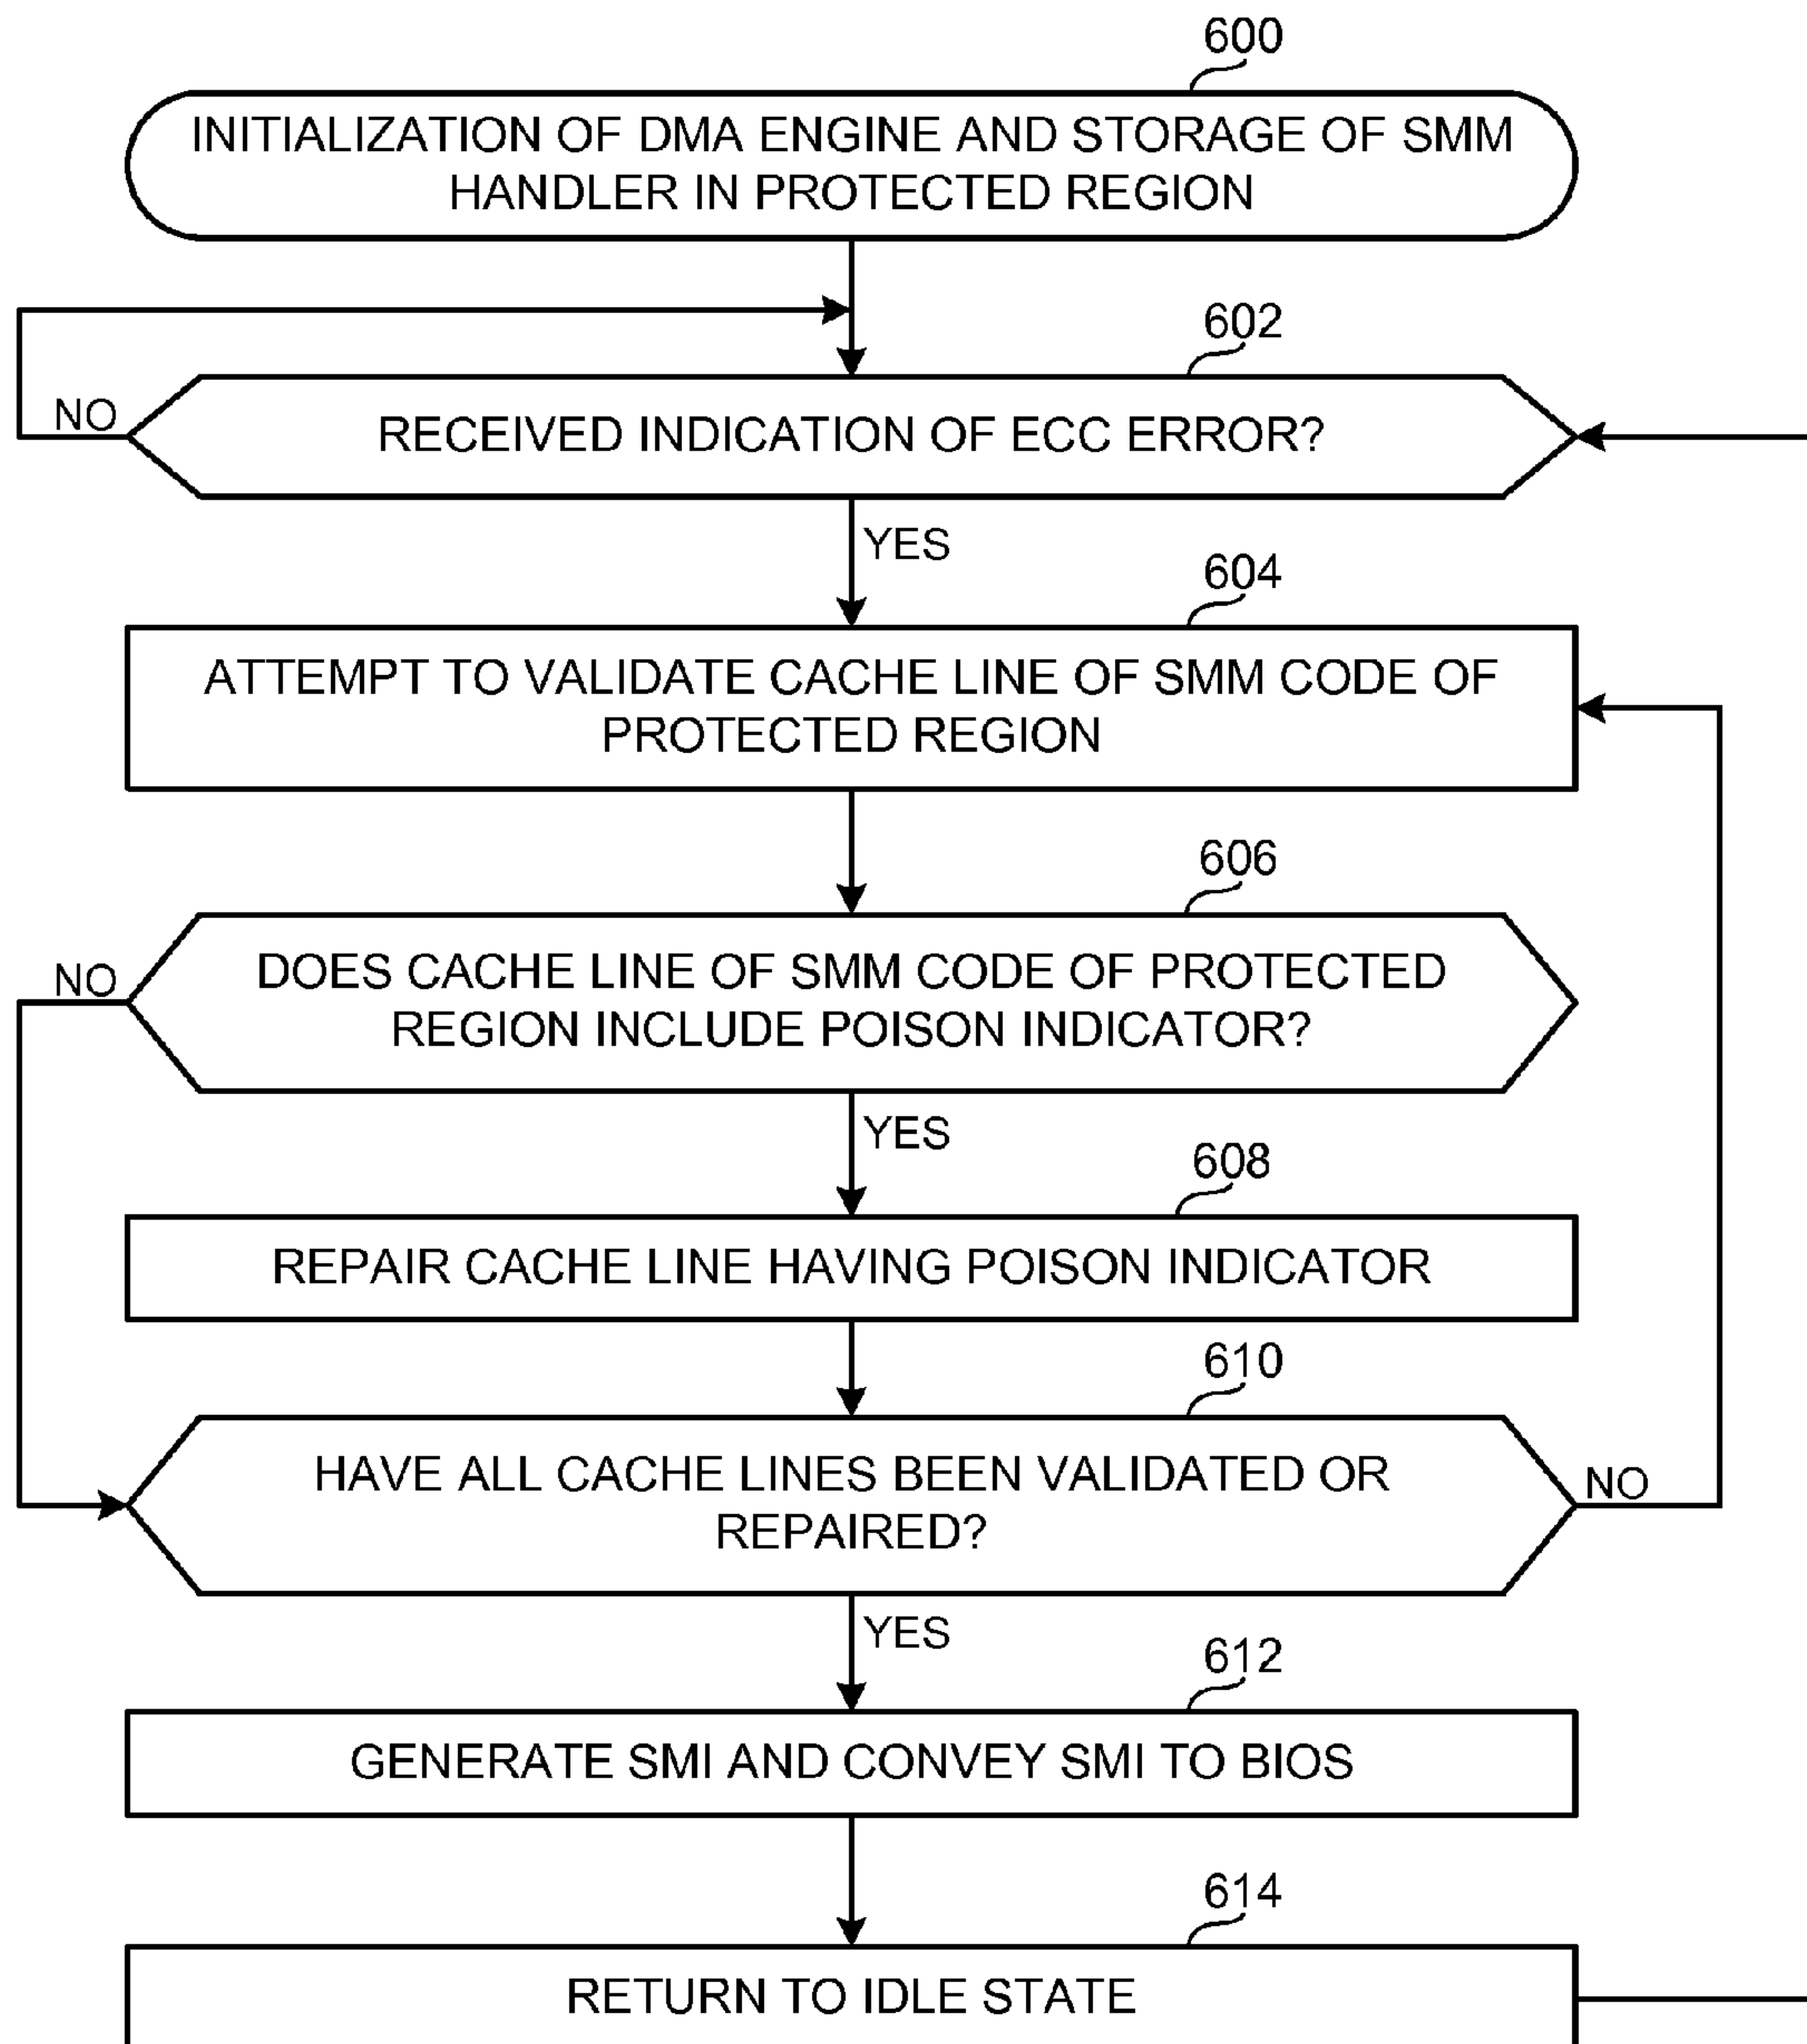 600
INITIALIZATION OF DMA ENGINE AND STORAGE OF SMM
HANDLER IN PROTECTED REGION
602
NO
RECEIVED INDICATION OF ECC ERROR?
YES
604
ATTEMPT TO VALIDATE CACHE LINE OF SMM CODE OF
PROTECTED REGION
606
NO
DOES CACHE LINE OF SMM CODE OF PROTECTED
REGION INCLUDE POISON INDICATOR?
YES
608
REPAIR CACHE LINE HAVING POISON INDICATOR
610
HAVE ALL CACHE LINES BEEN VALIDATED OR
REPAIRED?
NO
YES
612
GENERATE SMI AND CONVEY SMI TO BIOS
614
RETURN TO IDLE STATE